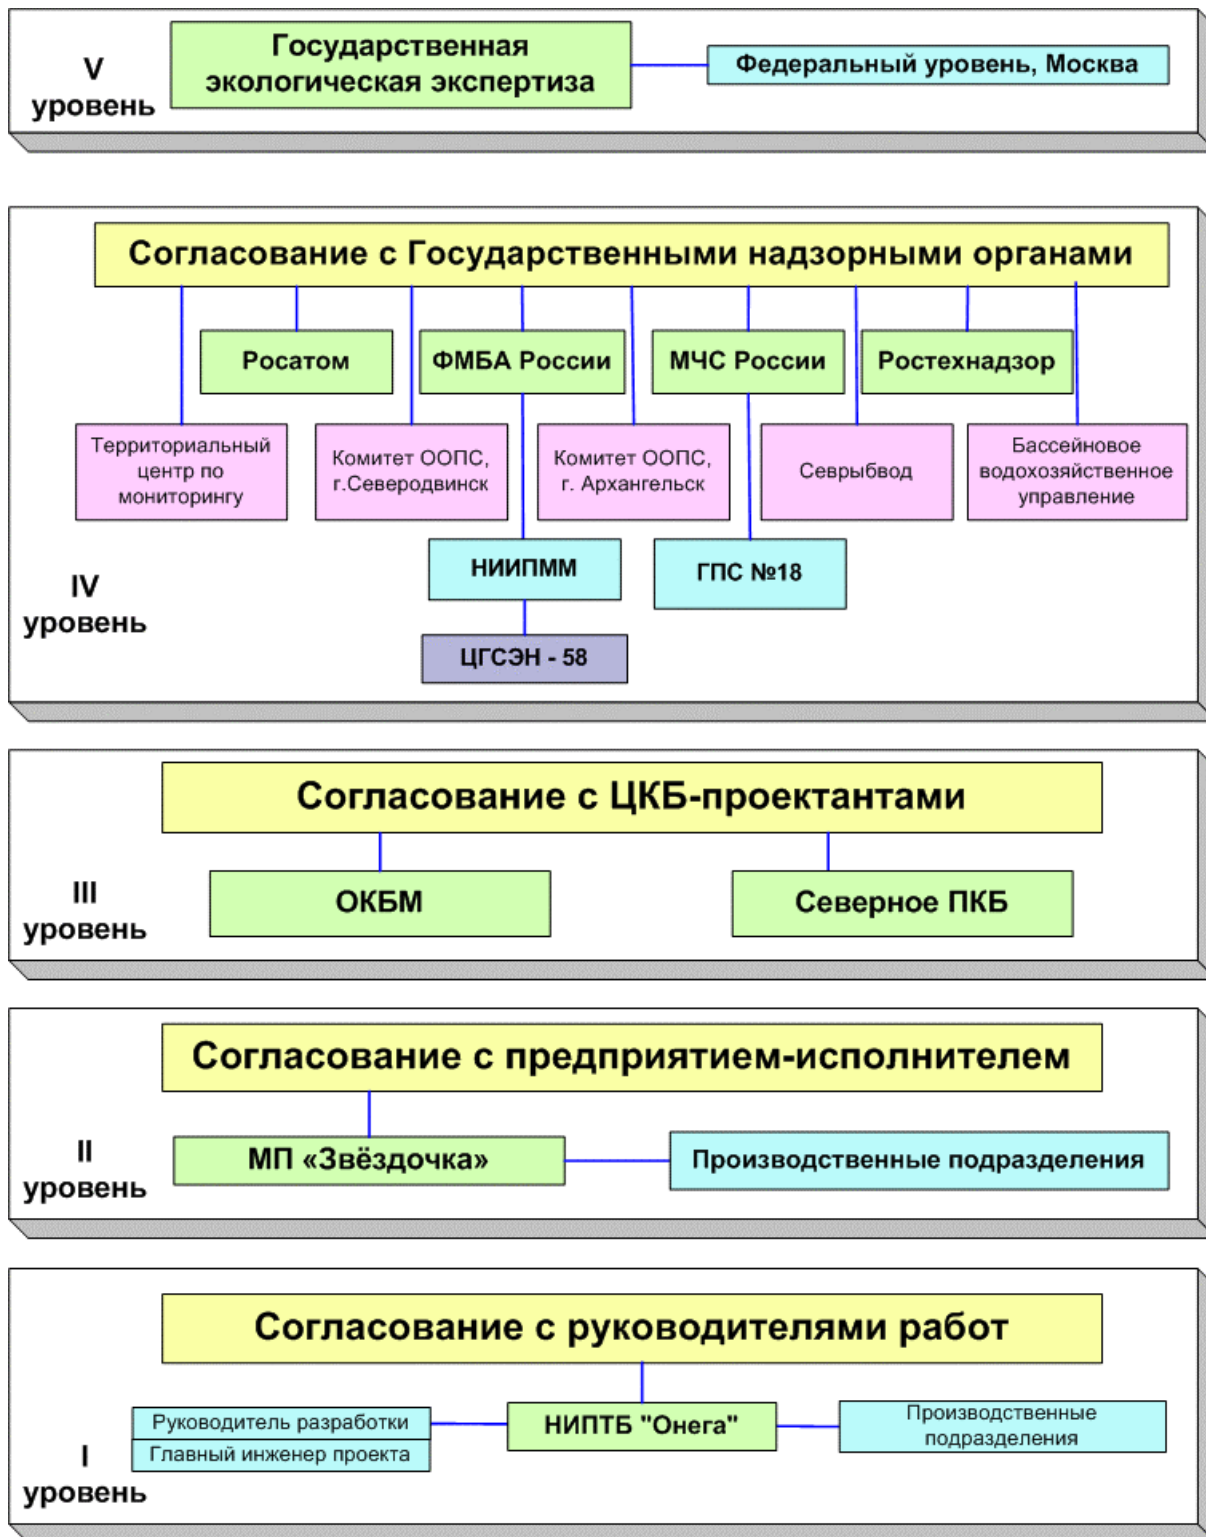 V
уровень
Государственная
экологическая экспертиза
Федеральный уровень, Москва
Согласование с Государственными надзорными органами
Росатом
ФМБА России
МЧС России
Ростехнадзор
Территориальный
центр по
мониторингу
Комитет ООПС,
г.Северодвинск
Комитет ООПС,
г. Архангельск
Севрыбвод
Бассейновое
водохозяйственное
управление
IV
уровень
НИИПММ
ГПС №18
ЦГСЭН - 58
Согласование с ЦКБ-проектантами
III
уровень
ОКБМ
Северное ПКБ
Согласование с предприятием-исполнителем
II
уровень
МП «Звёздочка»
Производственные подразделения
Согласование с руководителями работ
I
уровень
Руководитель разработки
Главный инженер проекта
НИПТБ "Онега"
Производственные
подразделения